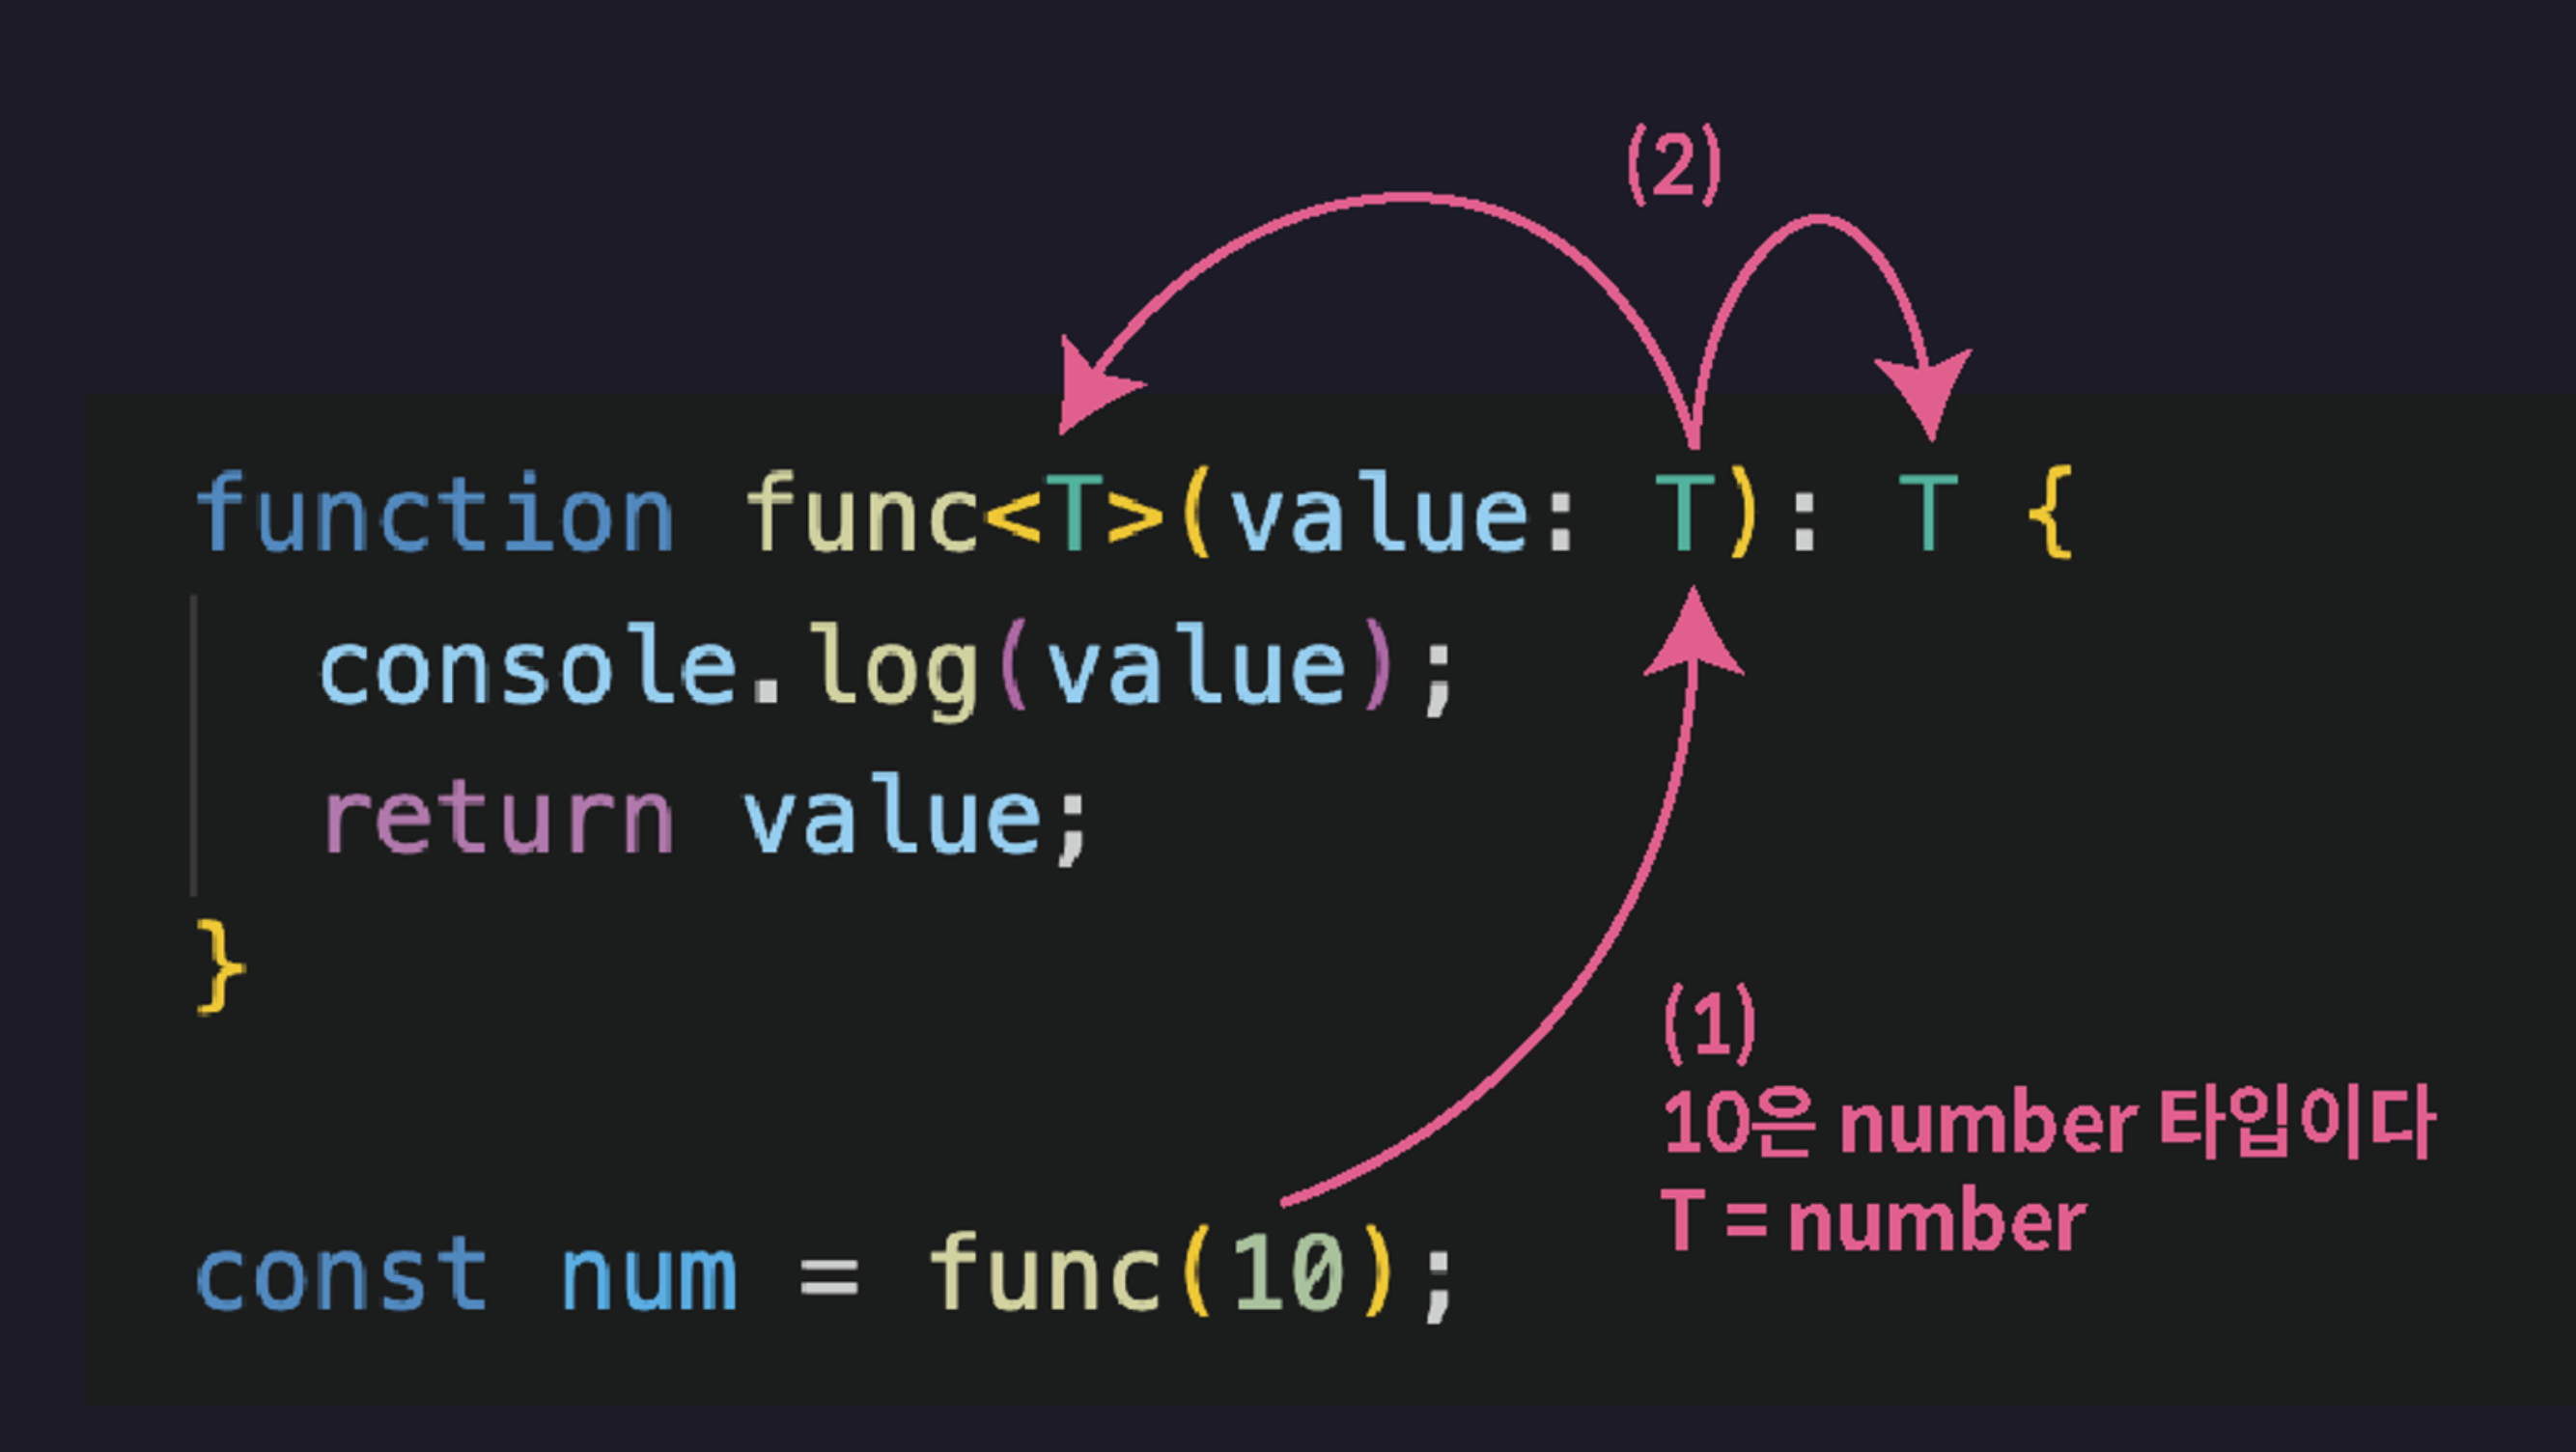 (2)
function func<T>(value: T): T {
console.log(value);
return value;
}
(1)
10은 number 타입이다
T = number
const num = func(10);